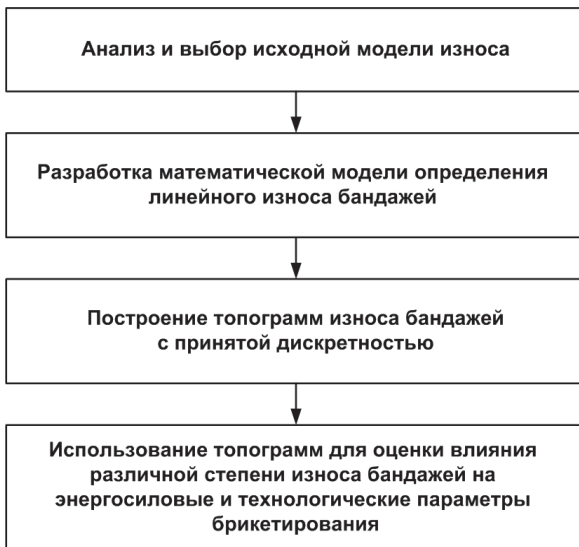 Анализ и выбор исходной модели износа
Разработка математической модели определения
линейного износа бандажей
Построение топограмм износа бандажей
с принятой дискретностью
Использование топограмм для оценки влияния
различной степени износа бандажей на
энергосиловые и технологические параметры
брикетирования